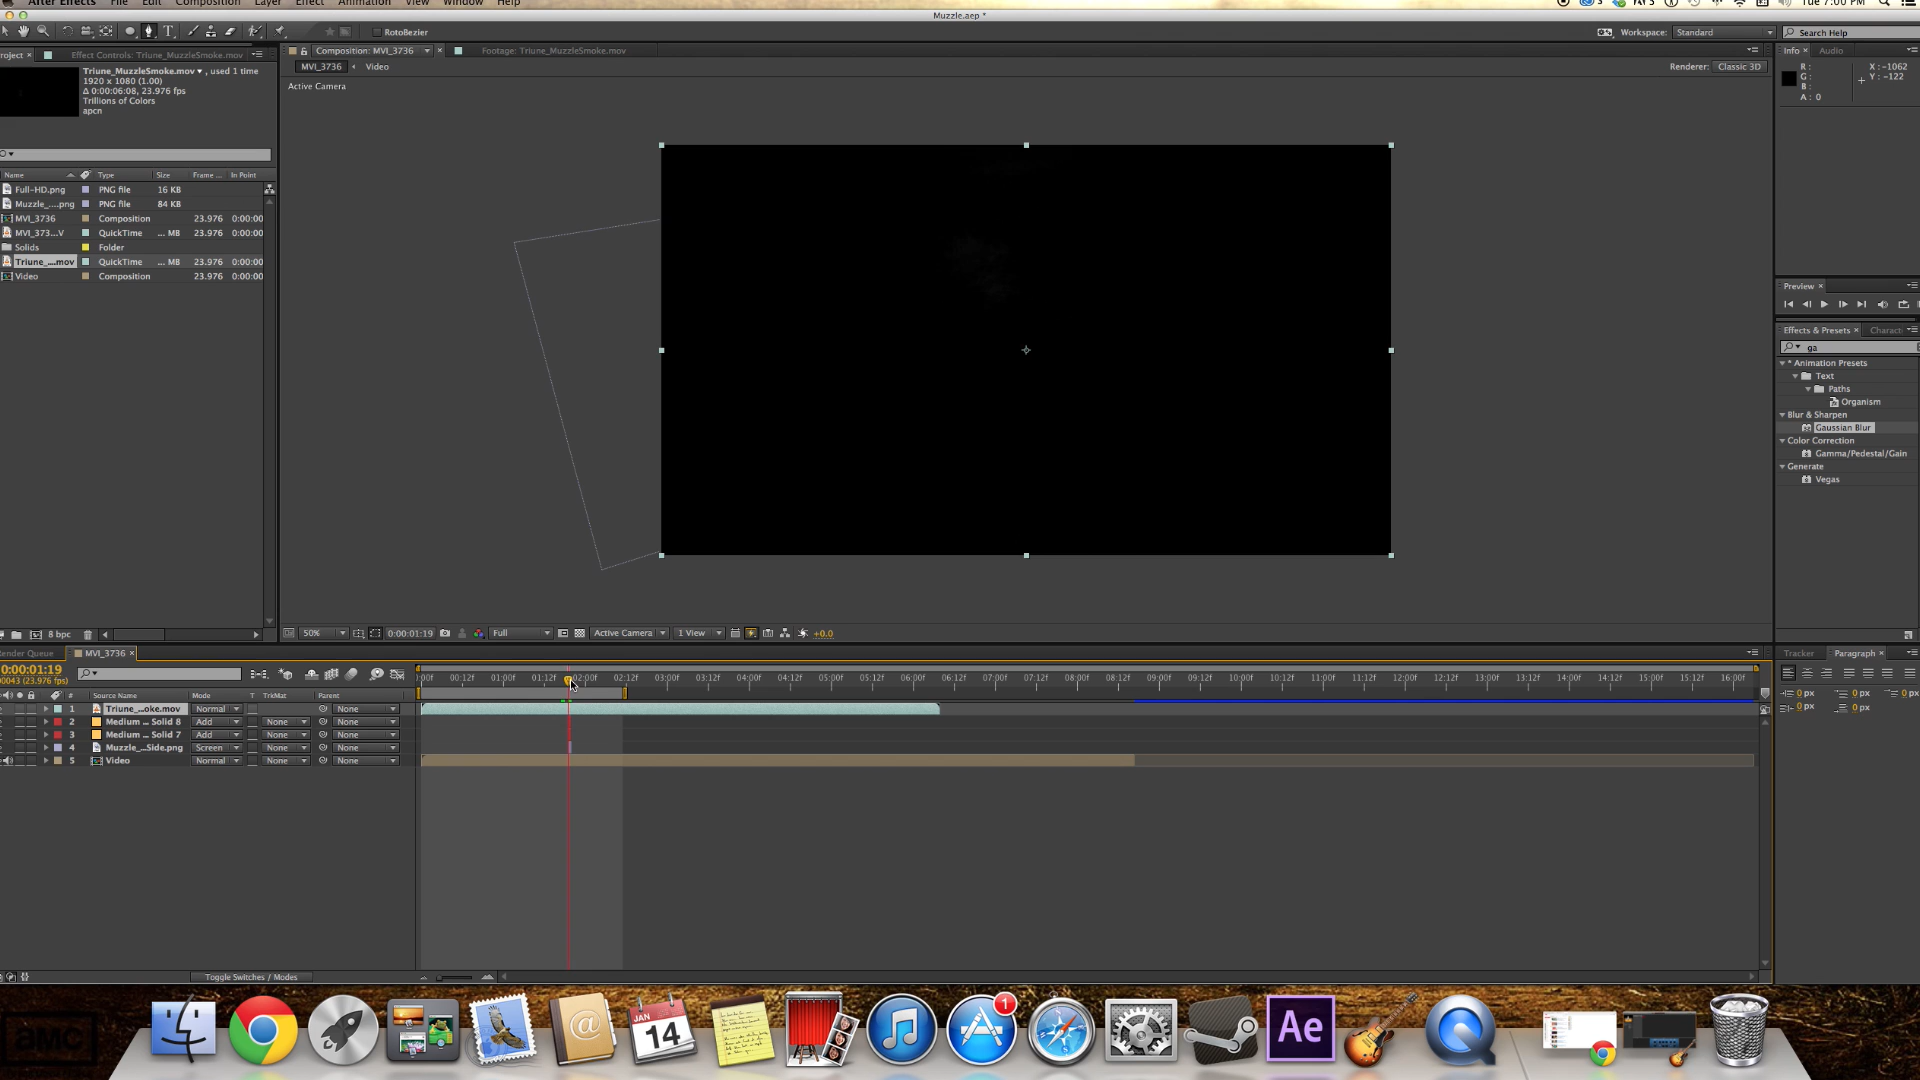 After Effects File Edit Composition Layer Effect Animation View Window Help Tue 7:00 PM
Muzzle.aep *
RotoBezier Workspace: Standard Search Help
Effect Controls: Triune_MuzzleSmoke.mov Composition: MVI_3736 Footage: Triune_MuzzleSmoke.mov Info Audio
MVI_3736 Video Renderer: Classic 3D
Triune_MuzzleSmoke.mov , used 1 time
1920 x 1080 (1.00)
Δ 0:00:06:08, 23.976 fps
Trillions of Colors
apcn
Active Camera
R :
G :
B :
A : 0
X : -1062
Y : -122
Name Type Size Frame ... In Point
Full-HD.png PNG file 16 KB
Muzzle_....png PNG file 84 KB
MVI_3736 Composition 23.976 0:00:00
MVI_373...V QuickTime ... MB 23.976 0:00:00
Solids Folder
Triune_....mov QuickTime ... MB 23.976 0:00:00
Video Composition 23.976 0:00:00
Preview
Effects & Presets Charact
ga
* Animation Presets
Text
Paths
Organism
Blur & Sharpen
Gaussian Blur
Color Correction
Gamma/Pedestal/Gain
Generate
Vegas
8 bpc 50% 0:00:01:19 Full Active Camera 1 View +0.0
Render Queue MVI_3736 Tracker Paragraph
0:00:01:19
00043 (23.976 fps)
:00f 00:12f 01:00f 01:12f 02:00f 02:12f 03:00f 03:12f 04:00f 04:12f 05:00f 05:12f 06:00f 06:12f 07:00f 07:12f 08:00f 08:12f 09:00f 09:12f 10:00f 10:12f 11:00f 11:12f 12:00f 12:12f 13:00f 13:12f 14:00f 14:12f 15:00f 15:12f 16:00f
# Source Name Mode T TrkMat Parent
1 Triune_...oke.mov Normal None
2 Medium ... Solid 8 Add None None
3 Medium ... Solid 7 Add None None
4 Muzzle_...Side.png Screen None None
5 Video Normal None None
0 px 0 px 0 px
0 px 0 px
Toggle Switches / Modes
JAN
14
1
Ae
amc